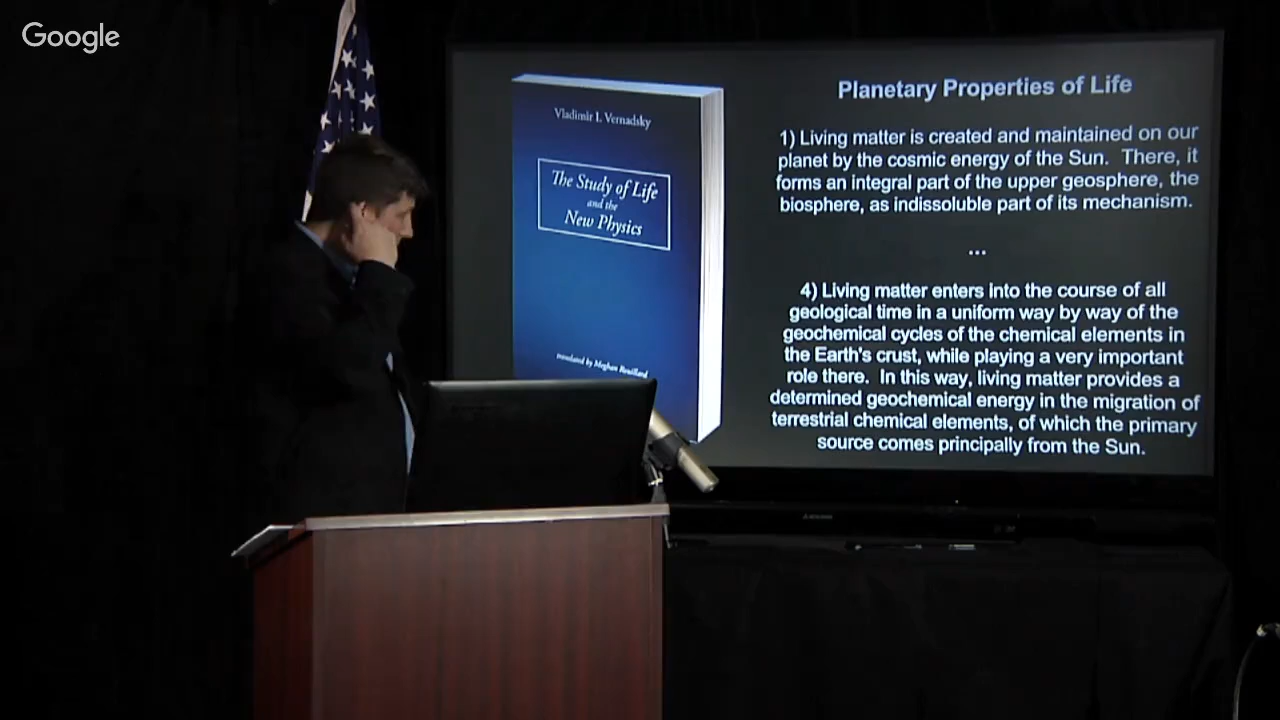 Google
Vladimir I. Vernadsky
The Study of Life
and the
New Physics
translated by Meghan Rouillard
Planetary Properties of Life
1) Living matter is created and maintained on our
planet by the cosmic energy of the Sun. There, it
forms an integral part of the upper geosphere, the
biosphere, as indissoluble part of its mechanism.
...
4) Living matter enters into the course of all
geological time in a uniform way by way of the
geochemical cycles of the chemical elements in
the Earth's crust, while playing a very important
role there. In this way, living matter provides a
determined geochemical energy in the migration of
terrestrial chemical elements, of which the primary
source comes principally from the Sun.